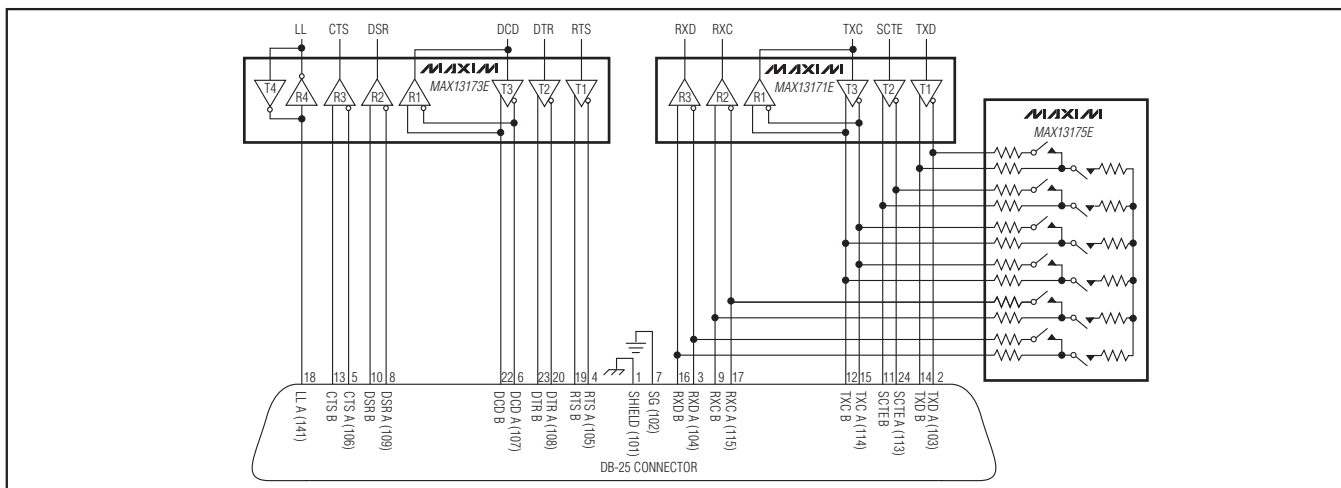 LL CTS DSR DCD DTR RTS RXD RXC TXC SCTE TXD
MAXIM
MAX13173E
T4 R4 R3 R2 R1 T3 T2 T1
MAXIM
MAX13171E
R3 R2 R1 T3 T2 T1
MAXIM
MAX13175E
18 13 5 10 8 22 6 23 20 19 4 1 7 16 3 9 17 12 15 11 24 14 2
LL A (141)
CTS B
CTS A (106)
DSR B
DSR A (109)
DCD B
DCD A (107)
DTR B
DTR A (108)
RTS B
RTS A (105)
SHIELD (101)
SG (102)
RXD B
RXD A (104)
RXC B
RXC A (115)
TXC B
TXC A (114)
SCTE B
SCTE A (113)
TXD B
TXD A (103)
DB-25 CONNECTOR